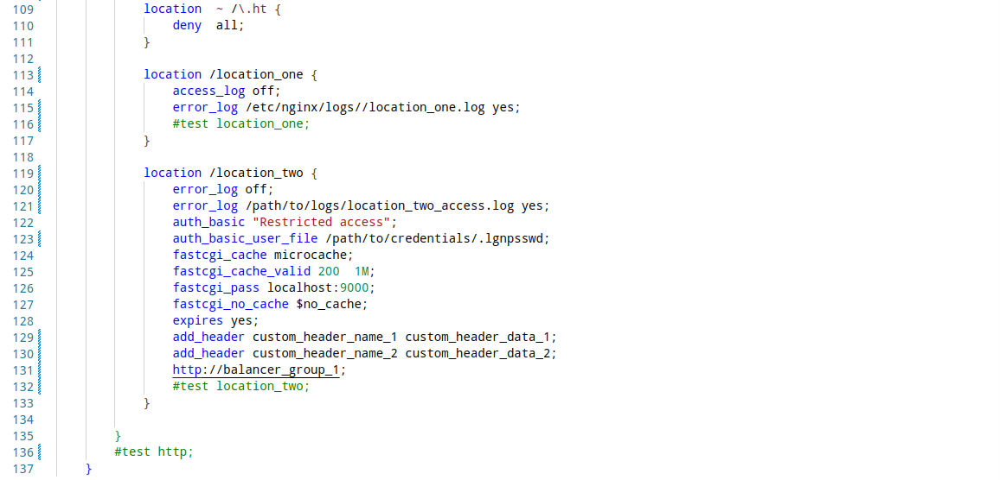 109 location  ~ /\.ht {
110 deny  all;
111 }
112
113 location /location_one {
114 access_log off;
115 error_log /etc/nginx/logs//location_one.log yes;
116 #test location_one;
117 }
118
119 location /location_two {
120 error_log off;
121 error_log /path/to/logs/location_two_access.log yes;
122 auth_basic "Restricted access";
123 auth_basic_user_file /path/to/credentials/.lgnpsswd;
124 fastcgi_cache microcache;
125 fastcgi_cache_valid 200  1M;
126 fastcgi_pass localhost:9000;
127 fastcgi_no_cache $no_cache;
128 expires yes;
129 add_header custom_header_name_1 custom_header_data_1;
130 add_header custom_header_name_2 custom_header_data_2;
131 http://balancer_group_1;
132 #test location_two;
133 }
134
135 }
136 #test http;
137 }